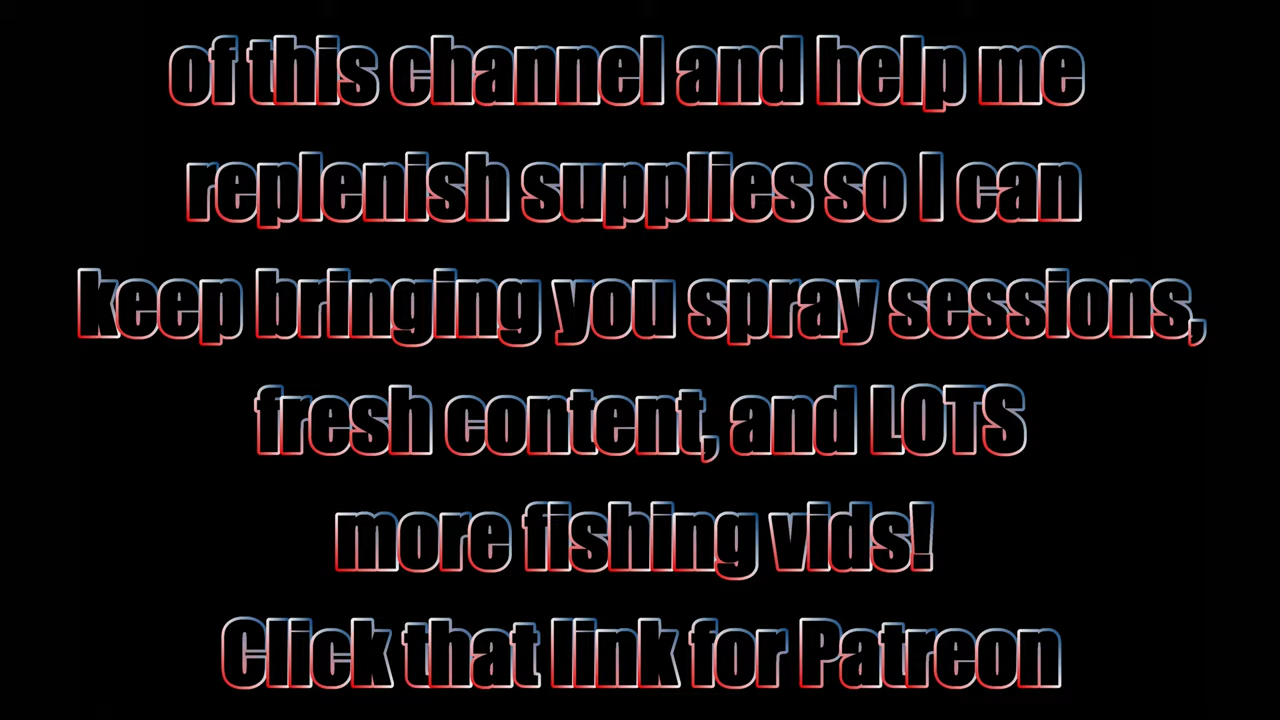 of this channel and help me
replenish supplies so I can
keep bringing you spray sessions,
fresh content, and LOTS
more fishing vids!
Click that link for Patreon